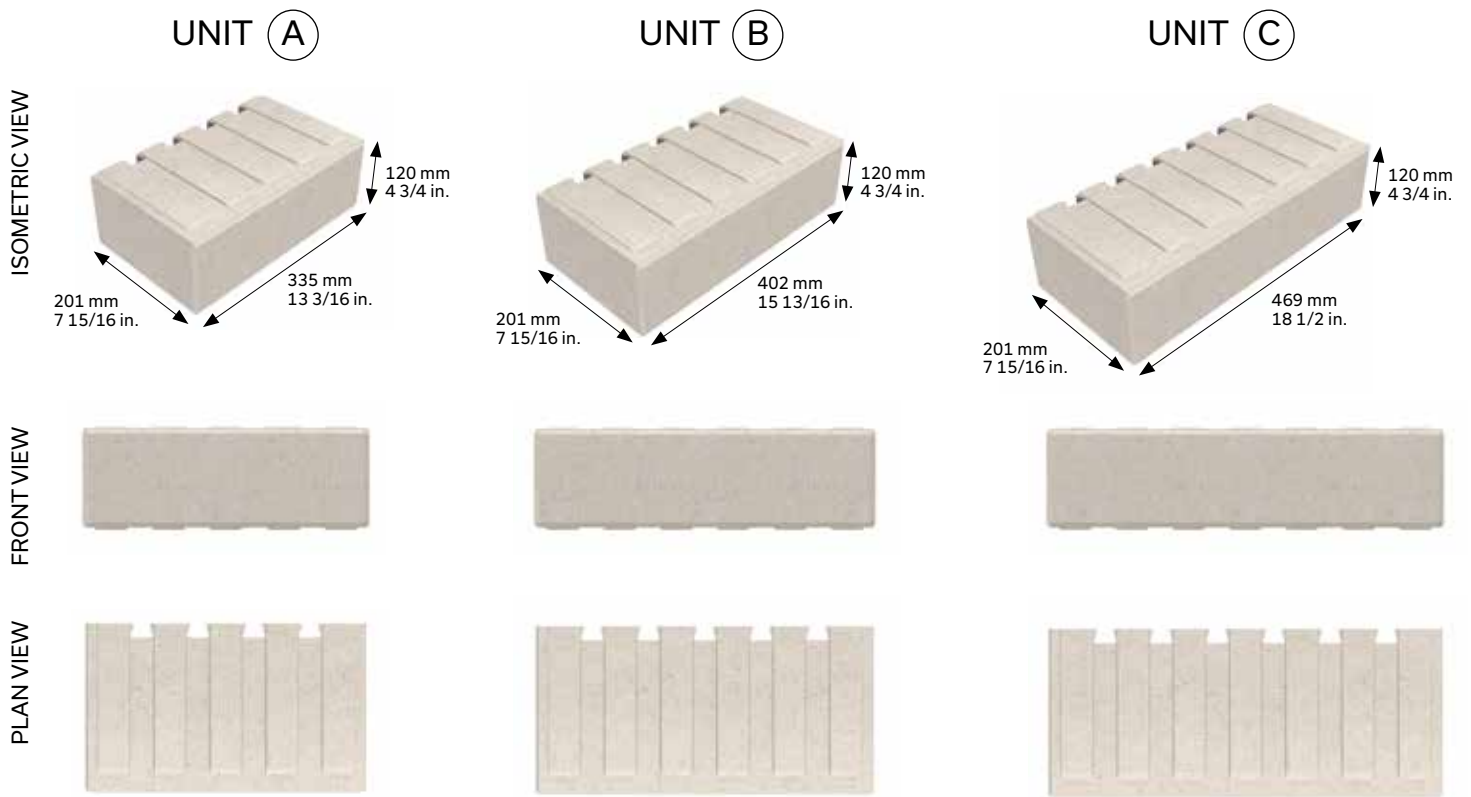 UNIT A
UNIT B
UNIT C
ISOMETRIC VIEW
120 mm
4 3/4 in.
335 mm
13 3/16 in.
201 mm
7 15/16 in.
120 mm
4 3/4 in.
402 mm
15 13/16 in.
201 mm
7 15/16 in.
120 mm
4 3/4 in.
469 mm
18 1/2 in.
201 mm
7 15/16 in.
FRONT VIEW
PLAN VIEW